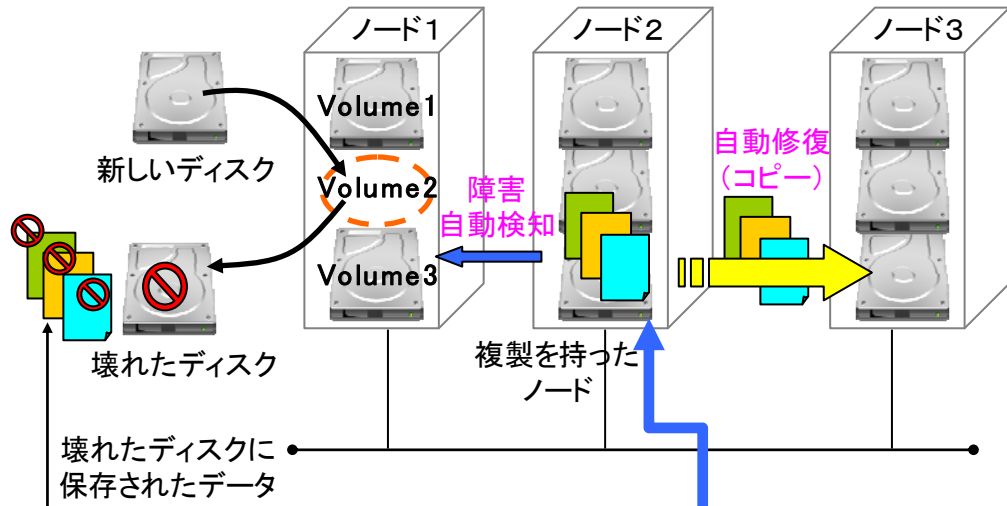 ノード1
ノード2
ノード3
Volume1
新しいディスク
Volume2
障害
自動検知
自動修復
（コピー）
Volume3
壊れたディスク
複製を持った
ノード
壊れたディスクに
保存されたデータ